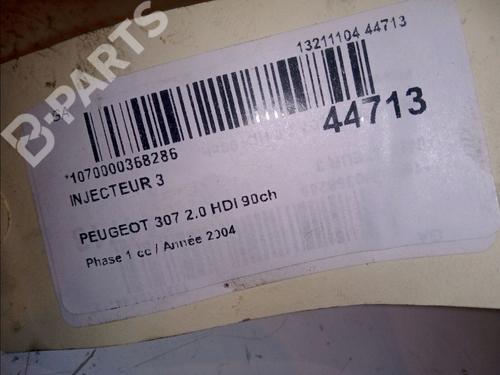 B-PARTS
13211104 44713
44713
*1070000368286
INJECTEUR 3
PEUGEOT 307 2.0 HDI 90ch
Phase 1 cc / Année 2004